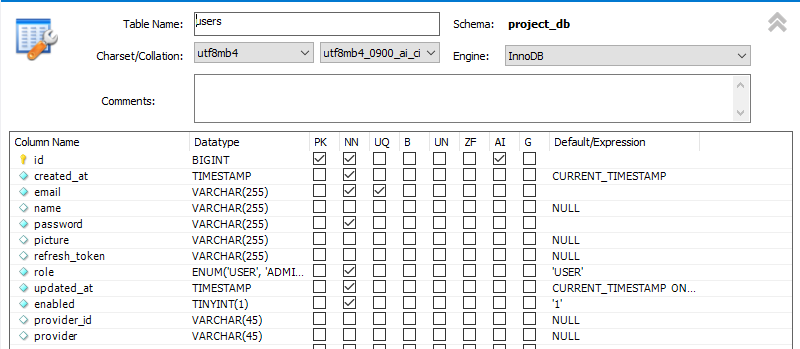 Table Name: users Schema: project_db
Charset/Collation: utf8mb4 utf8mb4_0900_ai_ci Engine: InnoDB
Comments:
Column Name Datatype PK NN UQ B UN ZF AI G Default/Expression
id BIGINT
created_at TIMESTAMP CURRENT_TIMESTAMP
email VARCHAR(255)
name VARCHAR(255) NULL
password VARCHAR(255)
picture VARCHAR(255) NULL
refresh_token VARCHAR(255) NULL
role ENUM('USER', 'ADMI... 'USER'
updated_at TIMESTAMP CURRENT_TIMESTAMP ON...
enabled TINYINT(1) '1'
provider_id VARCHAR(45) NULL
provider VARCHAR(45) NULL